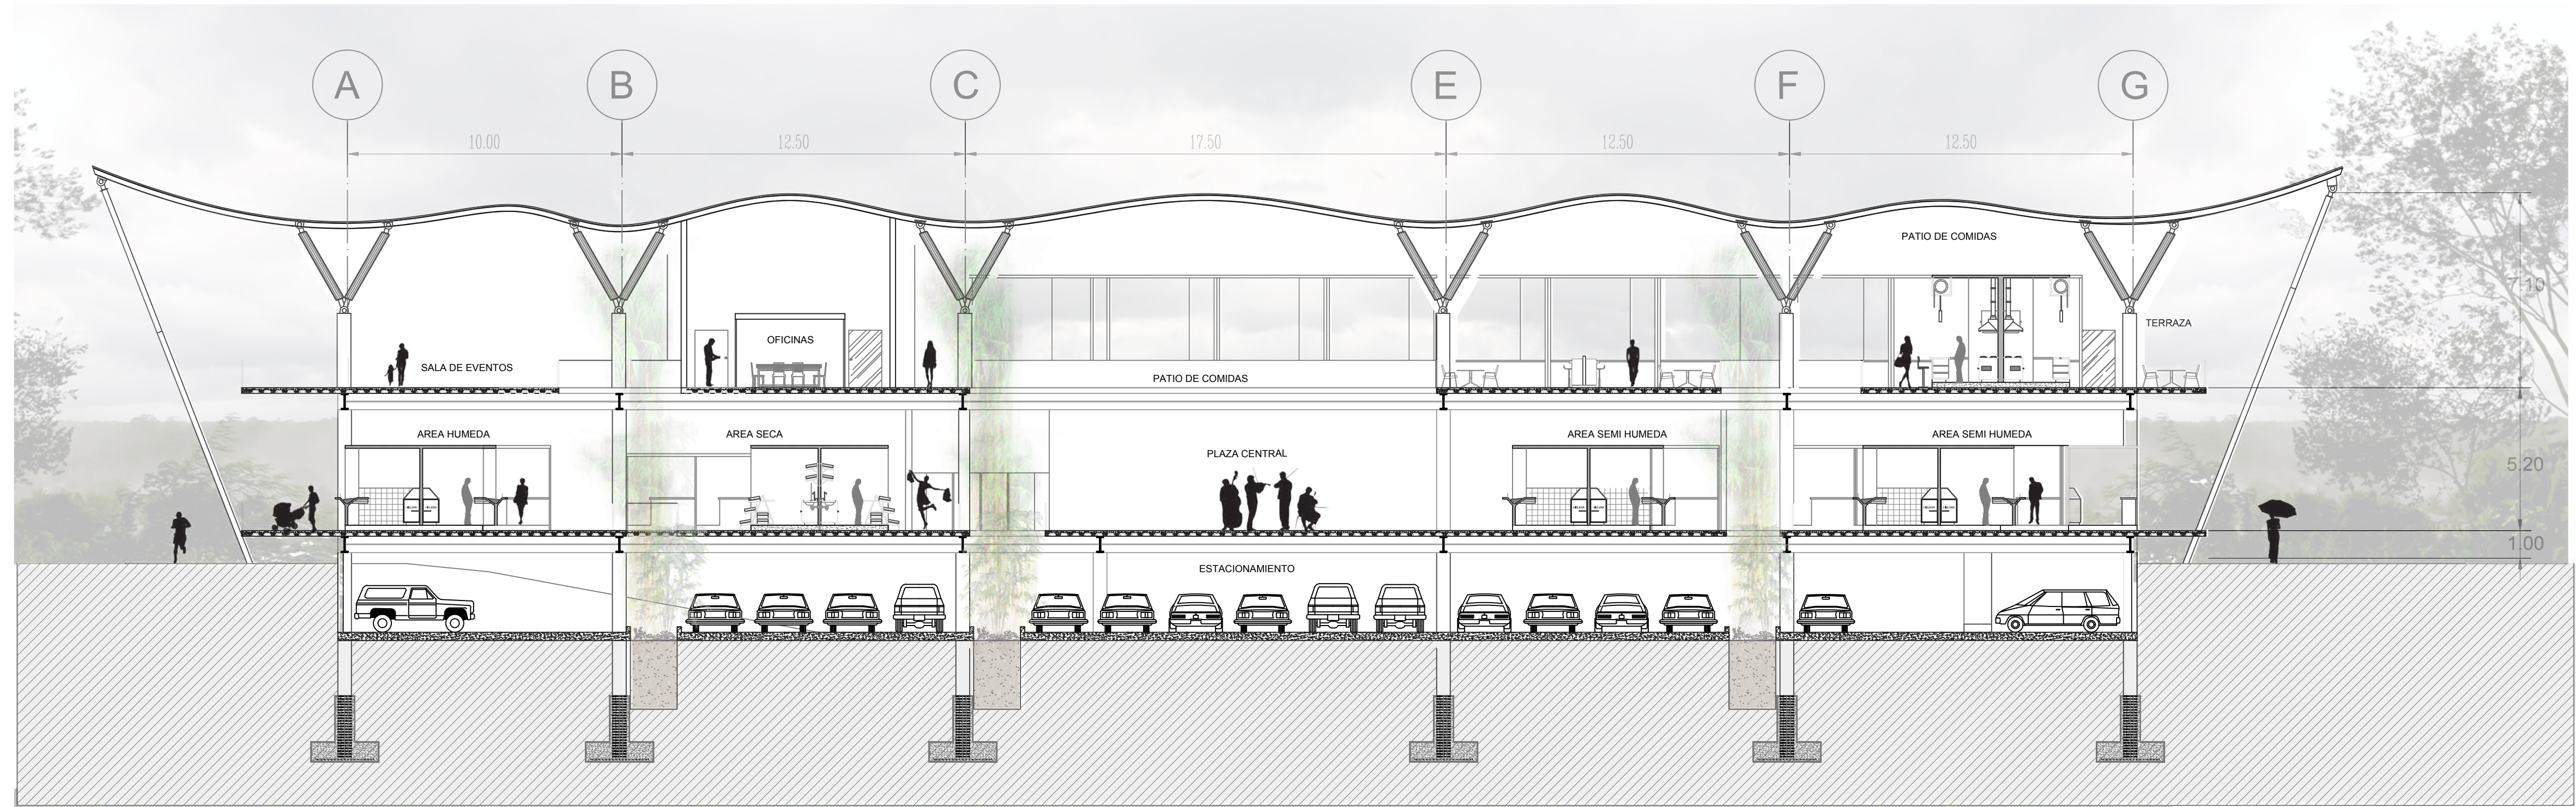 A B C E F G
10.00 12.50 17.50 12.50 12.50
PATIO DE COMIDAS
7.10
TERRAZA
OFICINAS
SALA DE EVENTOS
PATIO DE COMIDAS
AREA HUMEDA
AREA SECA
AREA SEMI HUMEDA
AREA SEMI HUMEDA
PLAZA CENTRAL
5.20
1.00
ESTACIONAMIENTO